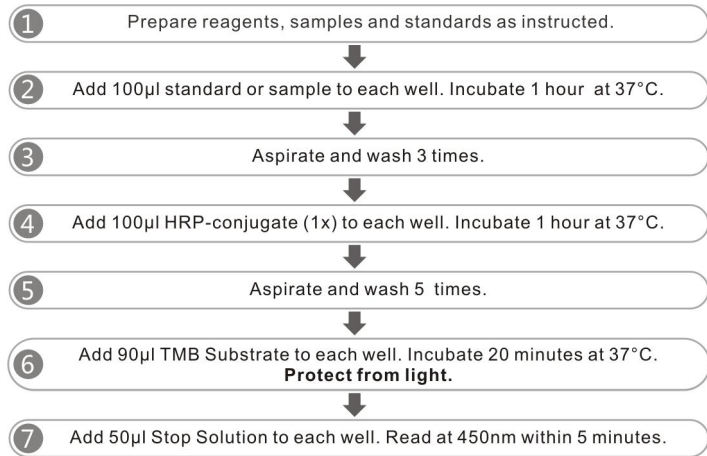 1 Prepare reagents, samples and standards as instructed.
2 Add 100μl standard or sample to each well. Incubate 1 hour at 37°C.
3 Aspirate and wash 3 times.
4 Add 100μl HRP-conjugate (1x) to each well. Incubate 1 hour at 37°C.
5 Aspirate and wash 5 times.
6 Add 90μl TMB Substrate to each well. Incubate 20 minutes at 37°C.
Protect from light.
7 Add 50μl Stop Solution to each well. Read at 450nm within 5 minutes.